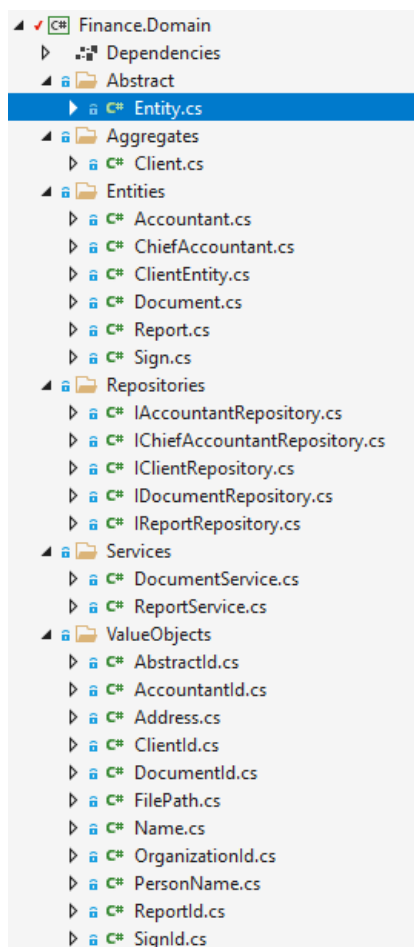 C# Finance.Domain
Dependencies
Abstract
C# Entity.cs
Aggregates
C# Client.cs
Entities
C# Accountant.cs
C# ChiefAccountant.cs
C# ClientEntity.cs
C# Document.cs
C# Report.cs
C# Sign.cs
Repositories
C# IAccountantRepository.cs
C# IChiefAccountantRepository.cs
C# IClientRepository.cs
C# IDocumentRepository.cs
C# IReportRepository.cs
Services
C# DocumentService.cs
C# ReportService.cs
ValueObjects
C# AbstractId.cs
C# AccountantId.cs
C# Address.cs
C# ClientId.cs
C# DocumentId.cs
C# FilePath.cs
C# Name.cs
C# OrganizationId.cs
C# PersonName.cs
C# ReportId.cs
C# SignId.cs